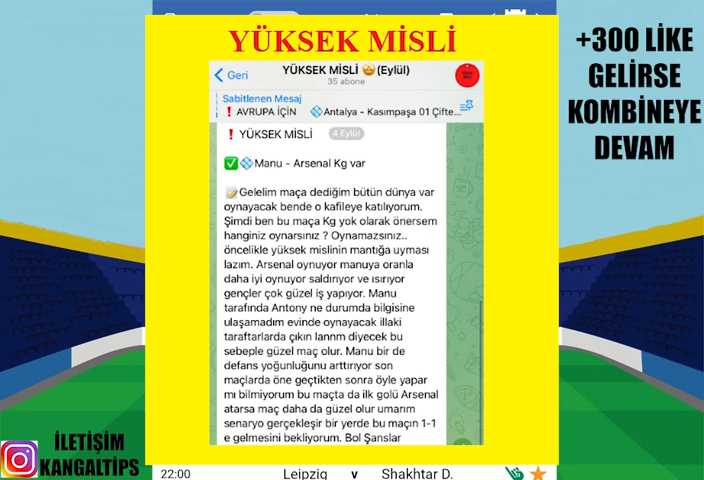 YÜKSEK MİSLİ
+300 LİKE
GELİRSE
KOMBİNEYE
DEVAM
Geri
YÜKSEK MİSLİ 🤩(Eylül)
35 abone
Sabitlenen Mesaj
❗ AVRUPA İÇİN 💠Antalya - Kasımpaşa 01 Çifte...
❗ YÜKSEK MİSLİ
4 Eylül
✅💠Manu - Arsenal Kg var
📝Gelelim maça dediğim bütün dünya var
oynayacak bende o kafileye katılıyorum.
Şimdi ben bu maça Kg yok olarak önersem
hanginiz oynarsınız ? Oynamazsınız..
öncelikle yüksek mislinin mantığa uyması
lazım. Arsenal oynuyor manuya oranla
daha iyi oynuyor saldırıyor ve ısırıyor
gençler çok güzel iş yapıyor. Manu
tarafında Antony ne durumda bilgisine
ulaşamadım evinde oynayacak illaki
taraftarlarda çıkın lannm diyecek bu
sebeple güzel maç olur. Manu bir de
defans yoğunluğunu arttırıyor son
maçlarda öne geçtikten sonra öyle yapar
mı bilmiyorum bu maçta da ilk golü Arsenal
atarsa maç daha da güzel olur umarım
senaryo gerçekleşir bir yerde bu maçın 1-1
e gelmesini bekliyorum. Bol Şanslar
İLETİŞİM
KANGALTİPS
22:00 Leipzig v Shakhtar D.